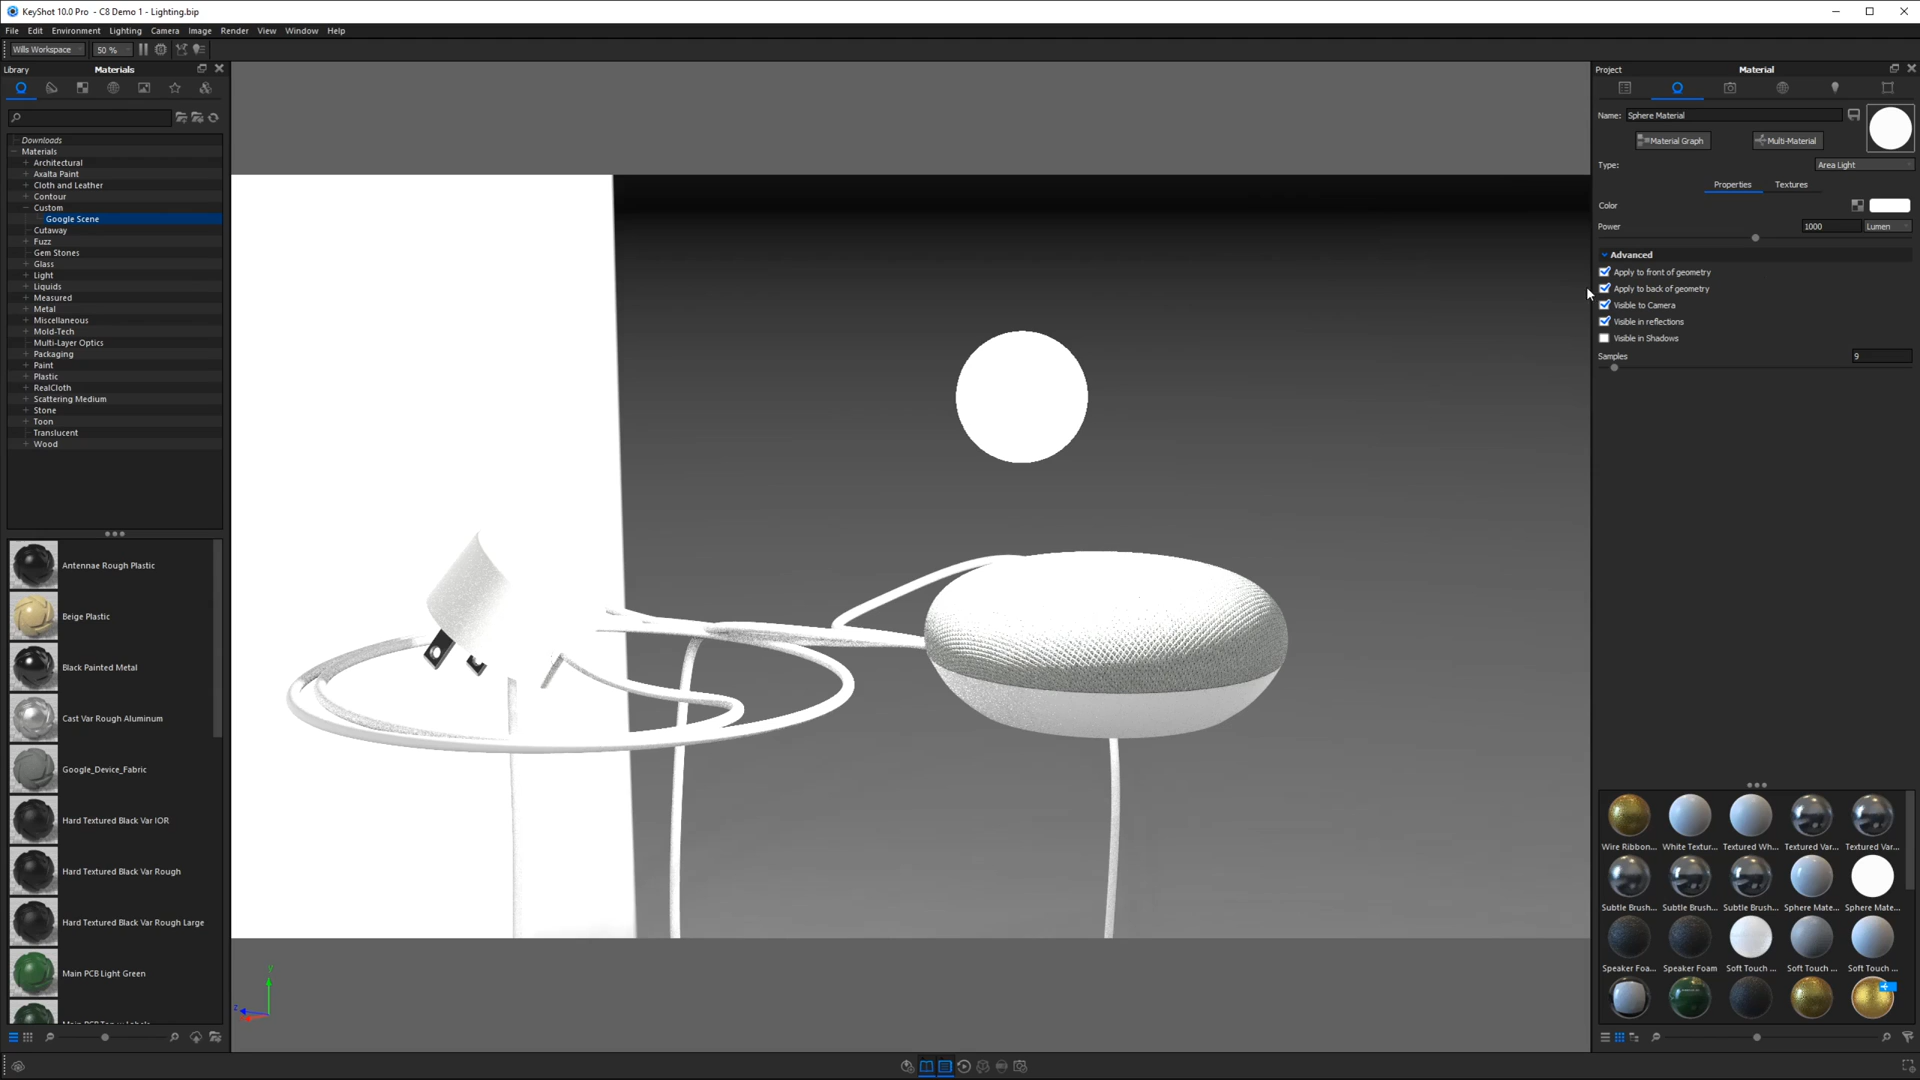 KeyShot 10.0 Pro - C8 Demo 1 - Lighting.bip
File Edit Environment Lighting Camera Image Render View Window Help
Wills Workspace 50 %
Library Materials
Project Material
Name: Sphere Material
Material Graph Multi-Material
Type: Area Light
Properties Textures
Color
Power 1000 Lumen
Advanced
Apply to front of geometry
Apply to back of geometry
Visible to Camera
Visible in reflections
Visible in Shadows
Samples 9
Downloads
Materials
Architectural
Axalta Paint
Cloth and Leather
Contour
Custom
Google Scene
Cutaway
Fuzz
Gem Stones
Glass
Light
Liquids
Measured
Metal
Miscellaneous
Mold-Tech
Multi-Layer Optics
Packaging
Paint
Plastic
RealCloth
Scattering Medium
Stone
Toon
Translucent
Wood
Antennae Rough Plastic
Beige Plastic
Black Painted Metal
Cast Var Rough Aluminum
Google_Device_Fabric
Hard Textured Black Var IOR
Hard Textured Black Var Rough
Hard Textured Black Var Rough Large
Main PCB Light Green
y
z
Wire Ribbon... White Textur... Textured Wh... Textured Var... Textured Var...
Subtle Brush... Subtle Brush... Subtle Brush... Sphere Mate... Sphere Mate...
Speaker Foa... Speaker Foam Soft Touch ... Soft Touch ... Soft Touch ...